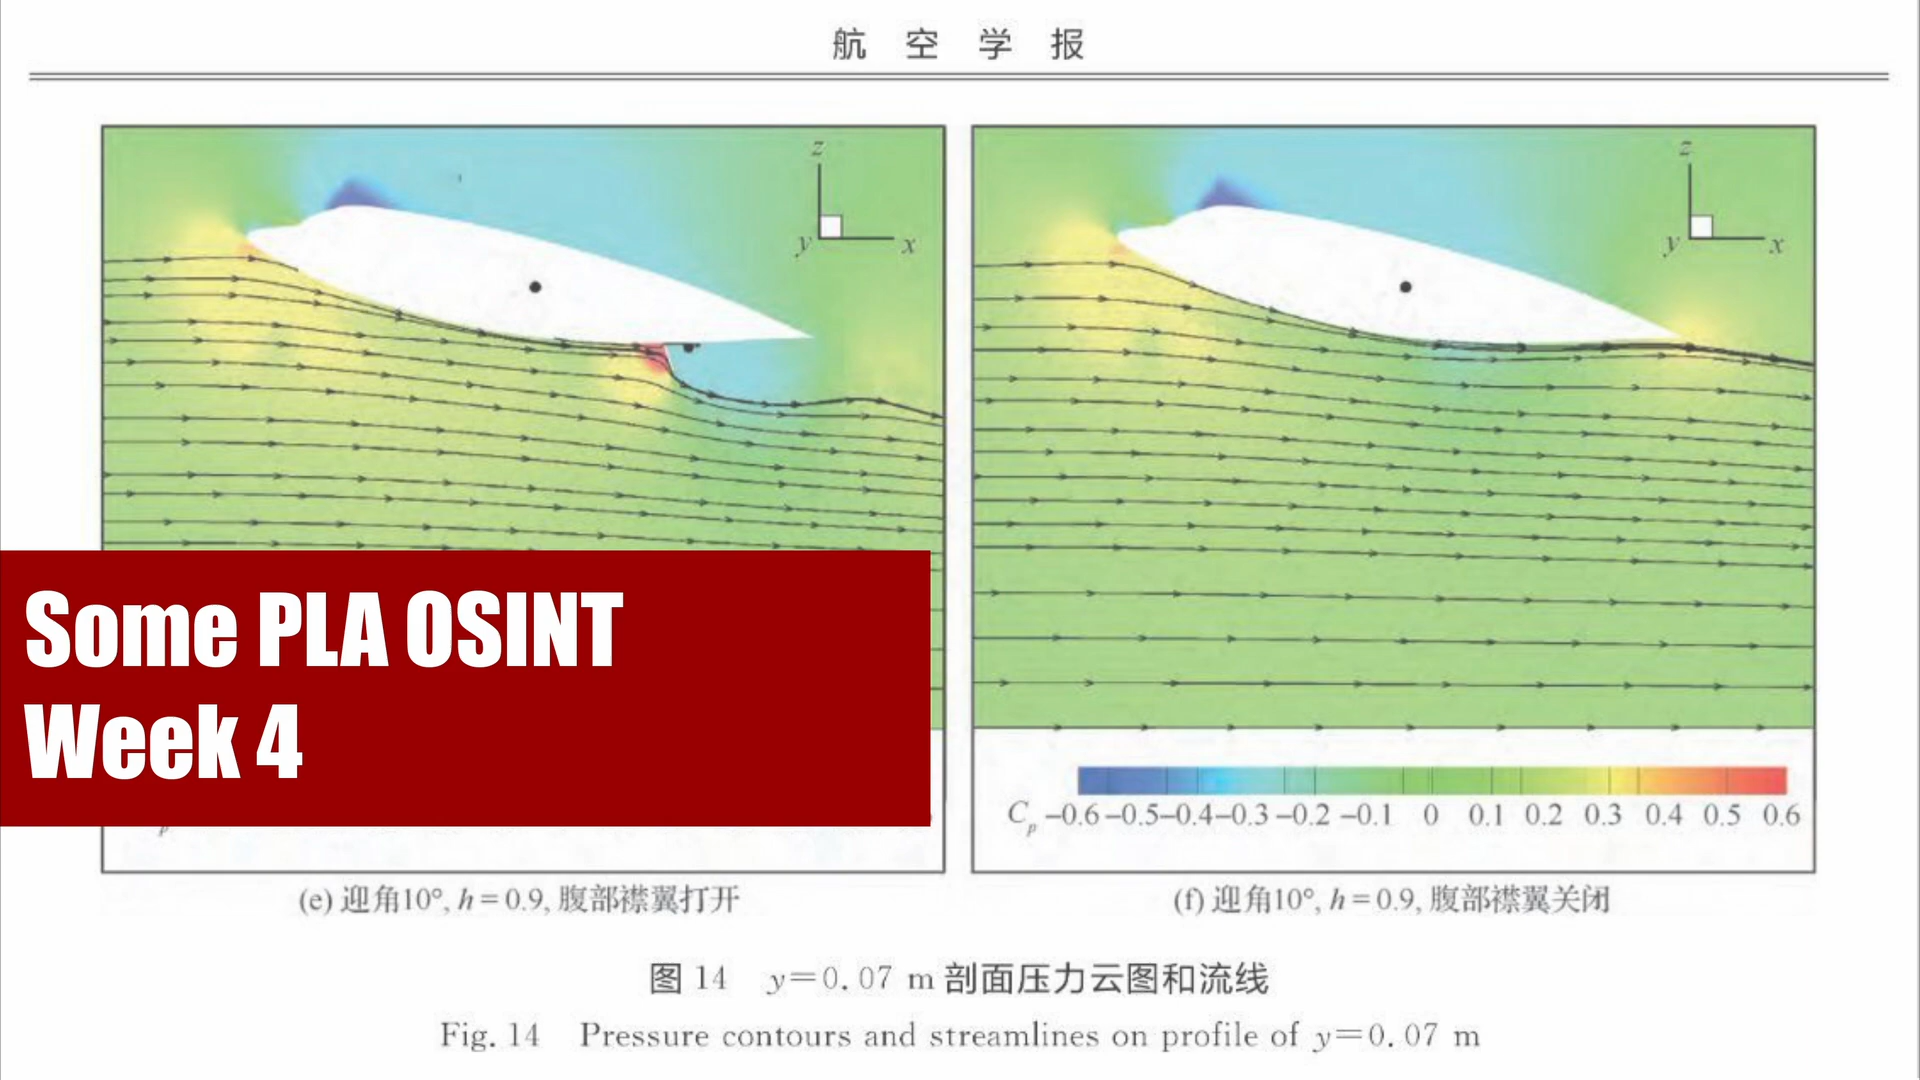 航 空 学 报
z
y
x
z
y
x
Some PLA OSINT
Week 4
p
Cp −0.6 −0.5 −0.4 −0.3 −0.2 −0.1 0 0.1 0.2 0.3 0.4 0.5 0.6
(e) 迎角10°, h=0.9, 腹部襟翼打开
(f) 迎角10°, h=0.9, 腹部襟翼关闭
图 14 y=0.07 m 剖面压力云图和流线
Fig. 14 Pressure contours and streamlines on profile of y=0.07 m